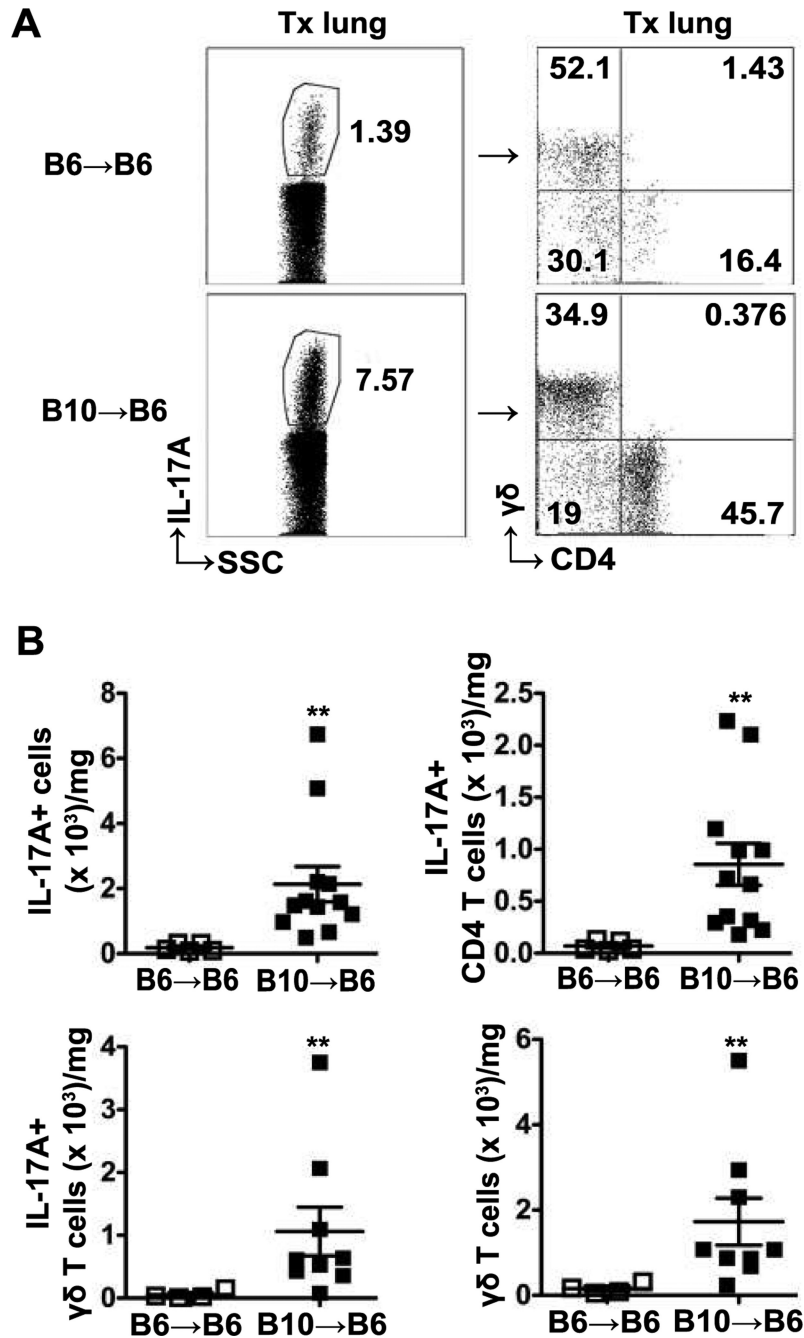 A
Tx lung
Tx lung
B6→B6
1.39
52.1
1.43
30.1
16.4
B10→B6
7.57
34.9
0.376
19
45.7
IL-17A
SSC
γδ
CD4
B
IL-17A+ cells
(x 10³)/mg
8
6
4
2
0
**
B6→B6
B10→B6
IL-17A+
CD4 T cells (x 10³)/mg
2.5
2.0
1.5
1.0
0.5
0.0
**
B6→B6
B10→B6
IL-17A+
γδ T cells (x 10³)/mg
4
3
2
1
0
**
B6→B6
B10→B6
γδ T cells (x 10³)/mg
6
4
2
0
**
B6→B6
B10→B6